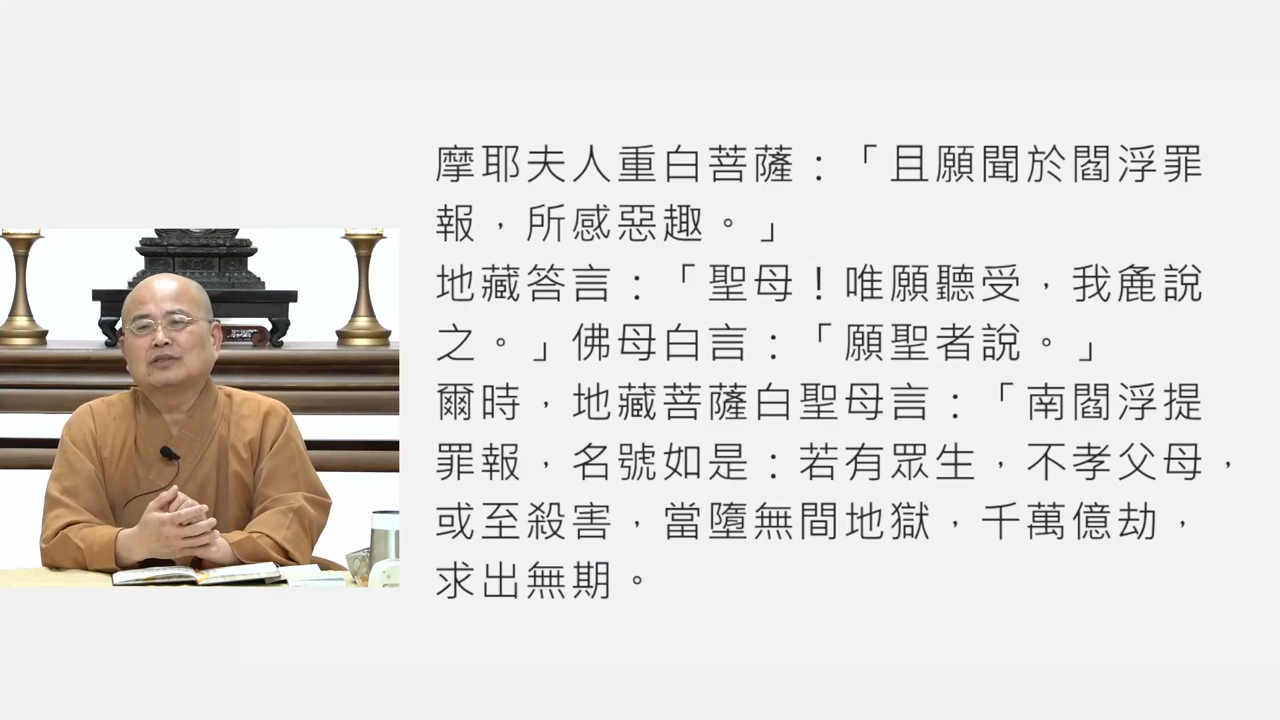 摩耶夫人重白菩薩：「且願聞於閻浮罪
報，所感惡趣。」
地藏答言：「聖母！唯願聽受，我麁說
之。」佛母白言：「願聖者說。」
爾時，地藏菩薩白聖母言：「南閻浮提
罪報，名號如是：若有眾生，不孝父母，
或至殺害，當墮無間地獄，千萬億劫，
求出無期。